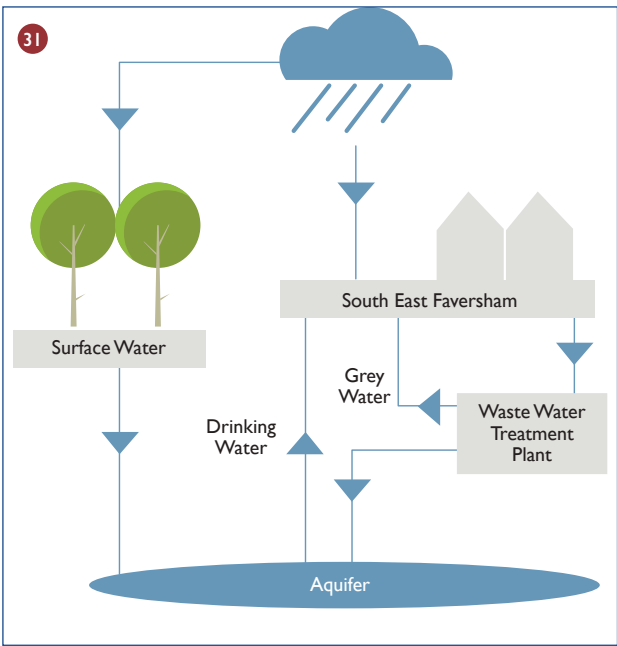 31
South East Faversham
Surface Water
Grey
Water
Waste Water
Treatment
Plant
Drinking
Water
Aquifer